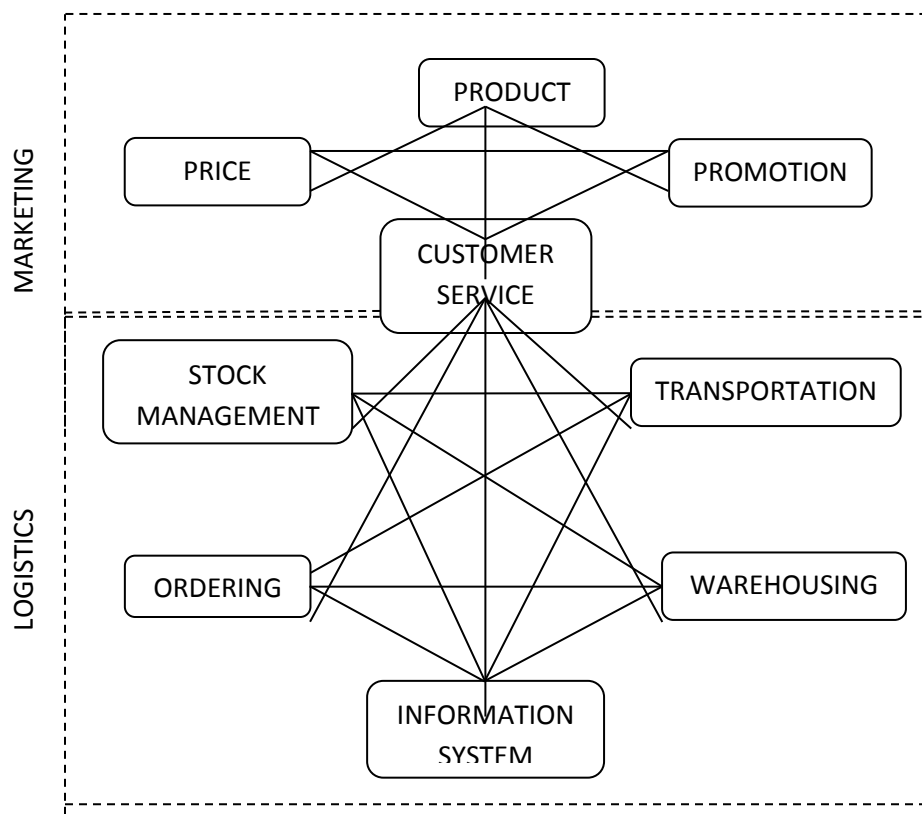 MARKETING
PRODUCT
PRICE
PROMOTION
CUSTOMER
SERVICE
LOGISTICS
STOCK
MANAGEMENT
TRANSPORTATION
ORDERING
WAREHOUSING
INFORMATION
SYSTEM